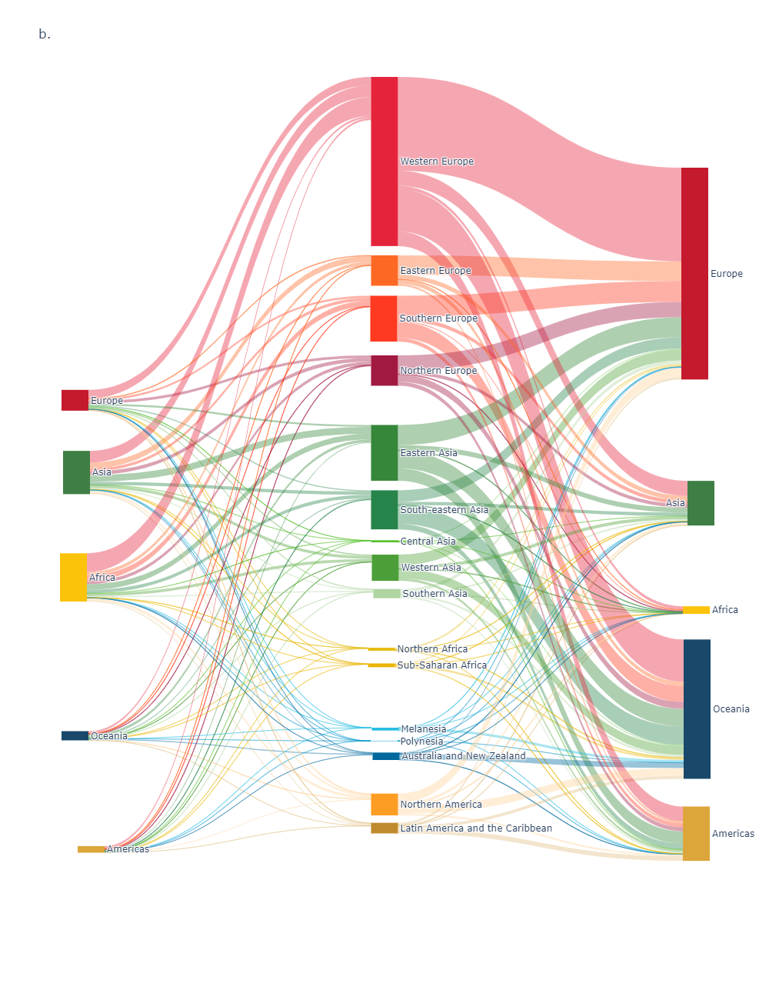 b.
Western Europe
Eastern Europe
Europe
Southern Europe
Northern Europe
Europe
Eastern Asia
Asia
South-eastern Asia
Asia
Central Asia
Western Asia
Africa
Southern Asia
Africa
Northern Africa
Sub-Saharan Africa
Oceania
Melanesia
Oceania
Polynesia
Australia and New Zealand
Northern America
Latin America and the Caribbean
Americas
Americas